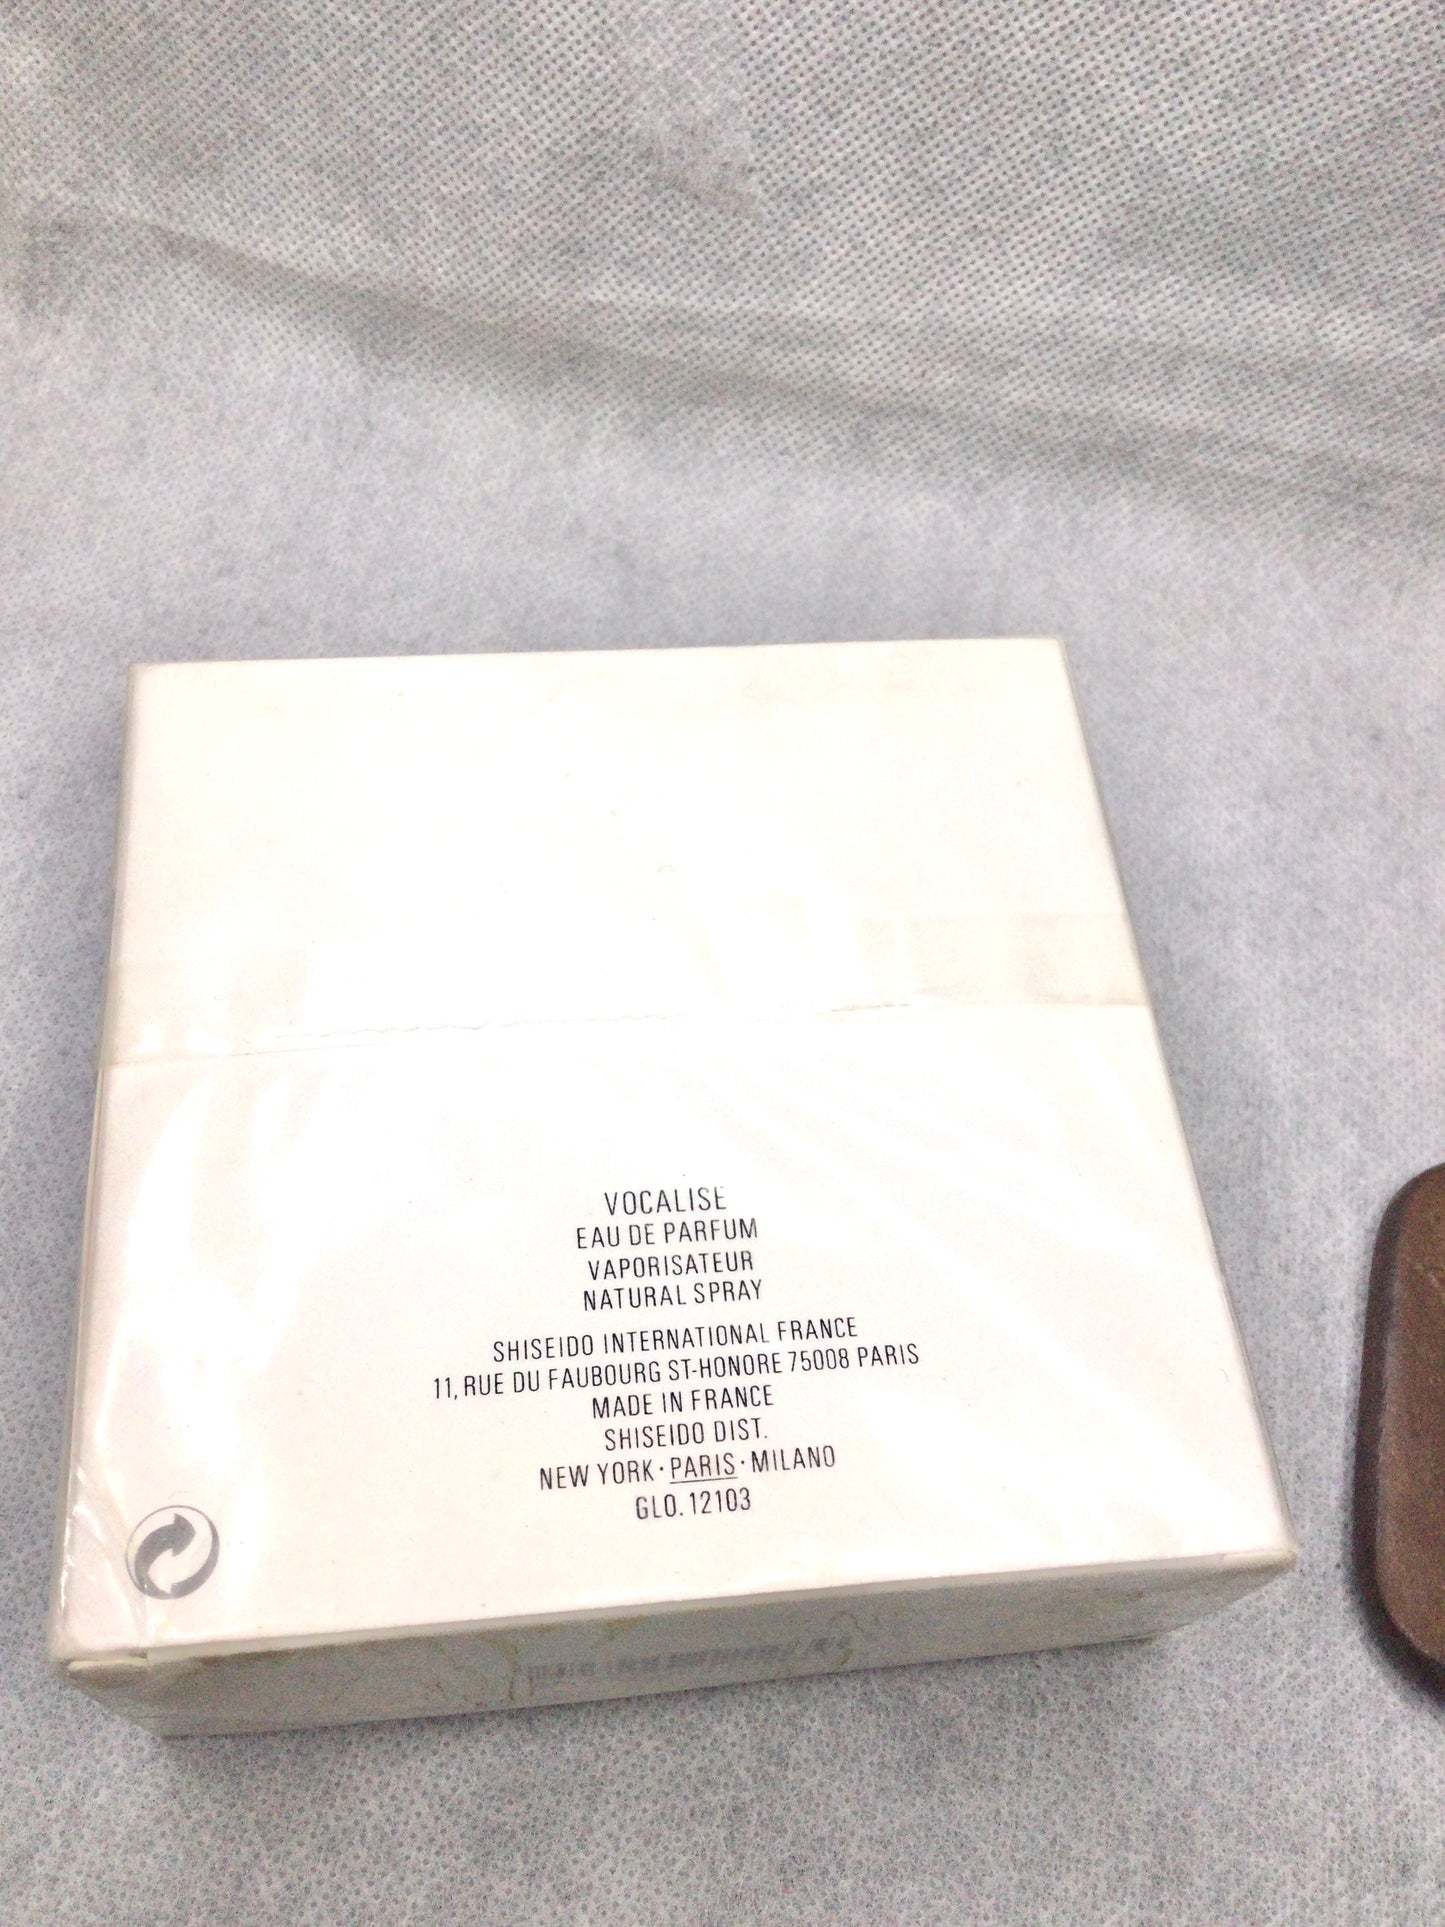 VOCALISE
EAU DE PARFUM
VAPORISATEUR
NATURAL SPRAY
SHISEIDO INTERNATIONAL FRANCE
11, RUE DU FAUBOURG ST-HONORE 75008 PARIS
MADE IN FRANCE
SHISEIDO DIST.
NEW YORK · PARIS · MILANO
GLO. 12103